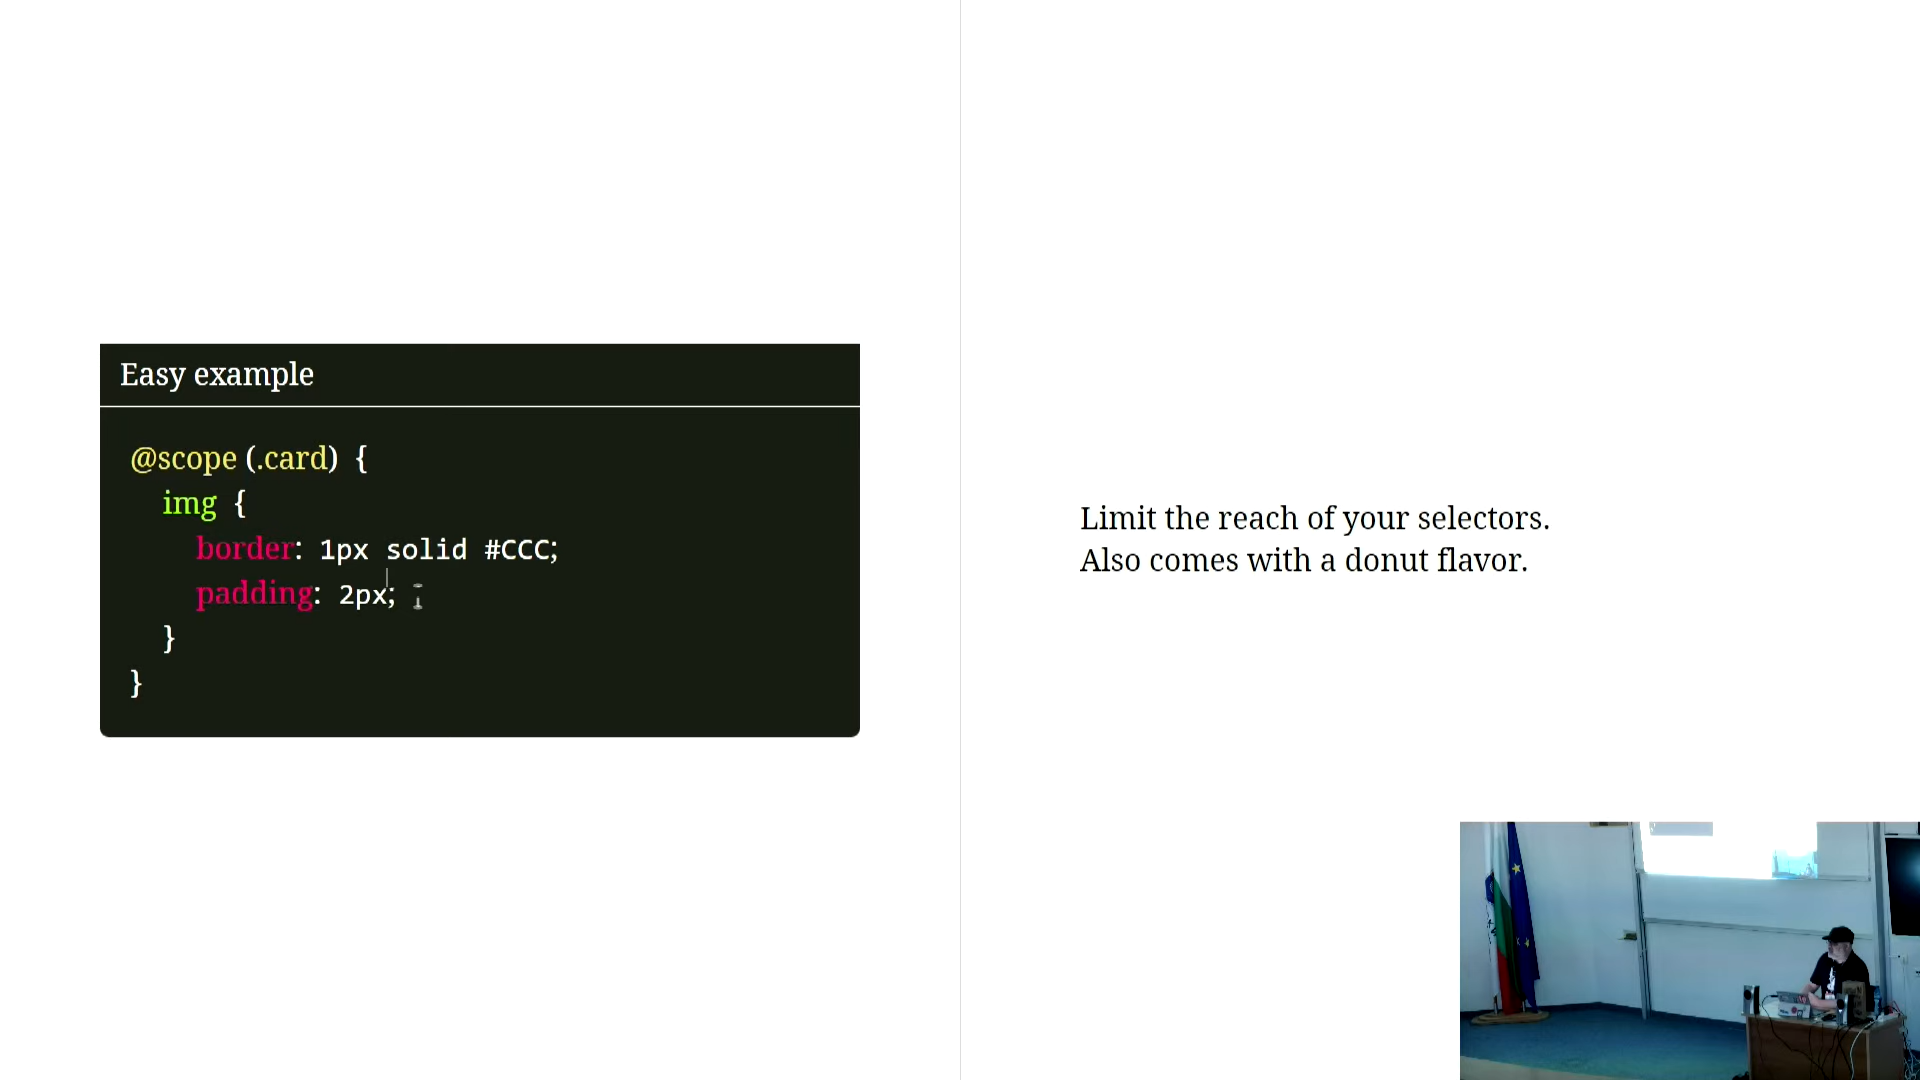 Easy example
@scope (.card) {
img {
border: 1px solid #CCC;
padding: 2px;
}
}
Limit the reach of your selectors.
Also comes with a donut flavor.